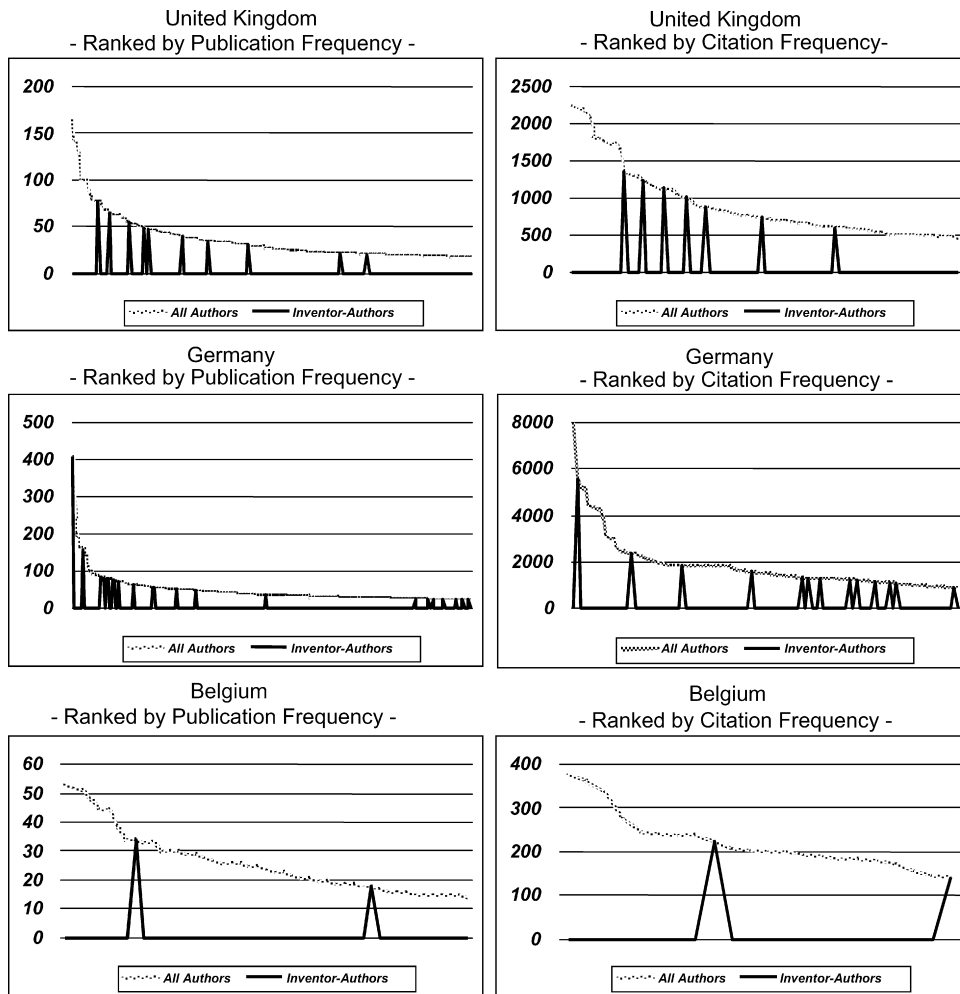 United Kingdom
- Ranked by Publication Frequency -
200
150
100
50
0
All Authors
Inventor-Authors
United Kingdom
- Ranked by Citation Frequency-
2500
2000
1500
1000
500
0
All Authors
Inventor-Authors
Germany
- Ranked by Publication Frequency -
500
400
300
200
100
0
All Authors
Inventor-Authors
Germany
- Ranked by Citation Frequency -
8000
6000
4000
2000
0
All Authors
Inventor-Authors
Belgium
- Ranked by Publication Frequency -
60
50
40
30
20
10
0
All Authors
Inventor-Authors
Belgium
- Ranked by Citation Frequency -
400
300
200
100
0
All Authors
Inventor-Authors